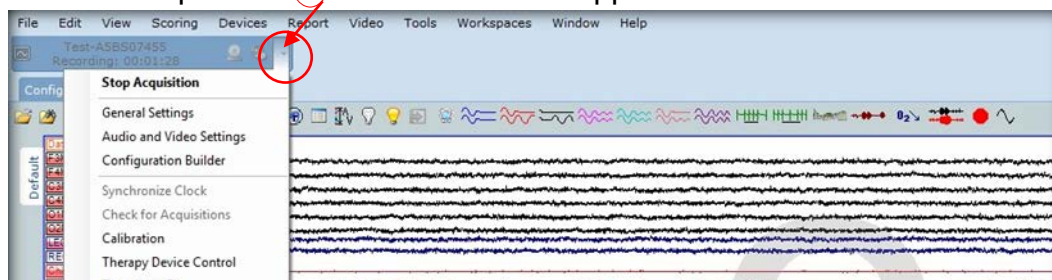 File Edit View Scoring Devices Report Video Tools Workspaces Window Help
Test-A5BS07455
Recording: 00:01:28
Config
Stop Acquisition
General Settings
Audio and Video Settings
Configuration Builder
Synchronize Clock
Check for Acquisitions
Calibration
Therapy Device Control
Default